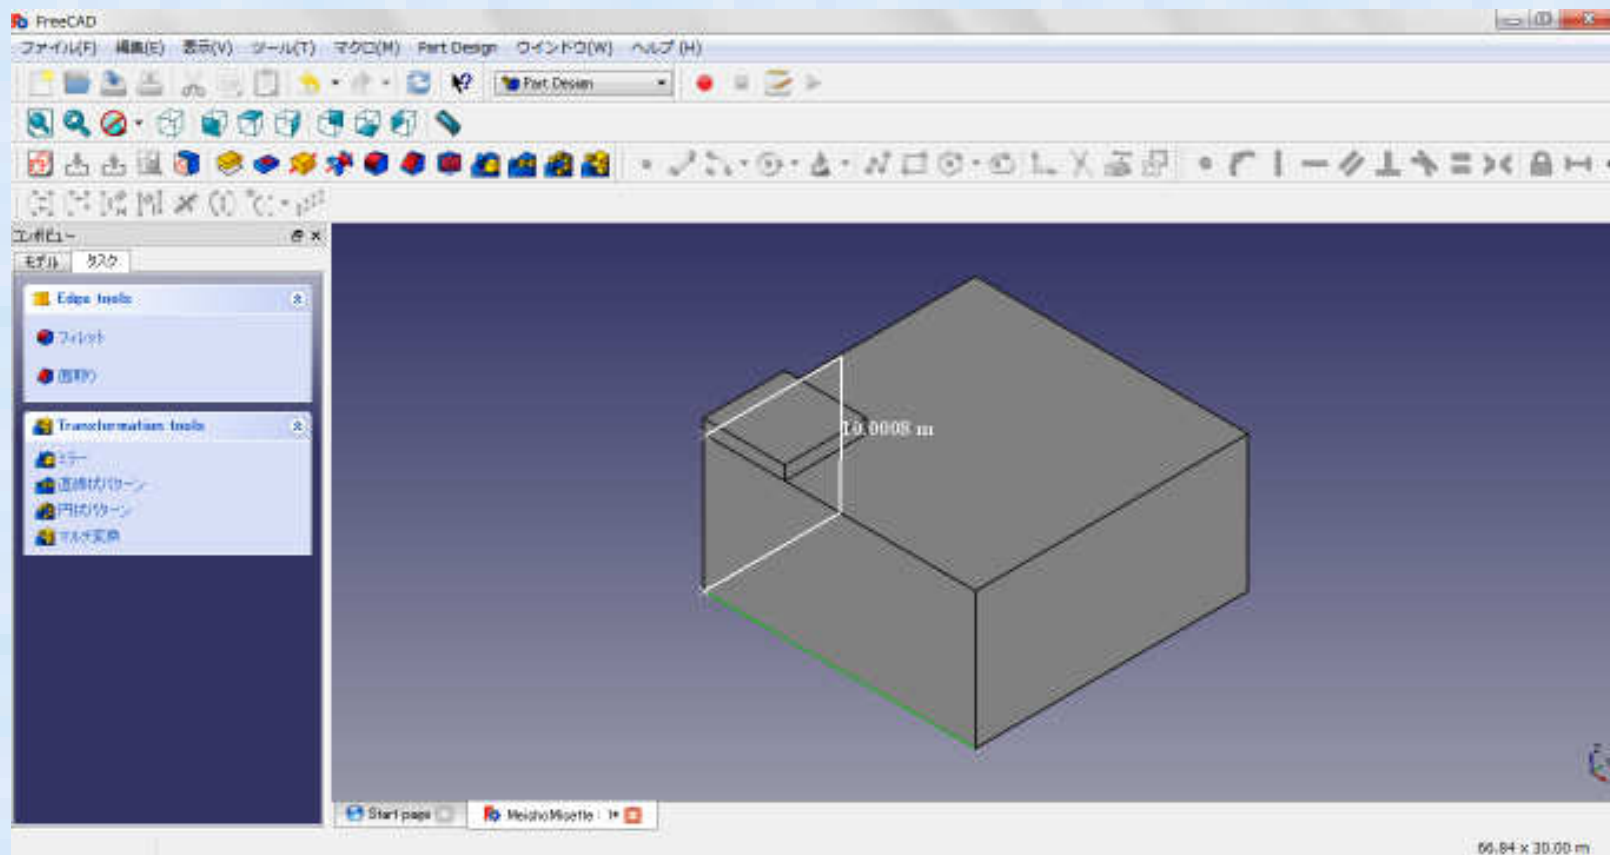 FreeCAD
ファイル(F) 編集(E) 表示(V) ツール(T) マクロ(M) Part Design ウインドウ(W) ヘルプ(H)
Part Design
コンボビュー
モデル タスク
Edge tools
フィレット
面取り
Transformation tools
ミラー
直線状パターン
円状パターン
マルチ変換
10.0008 m
Start page
66.84 x 30.00 m